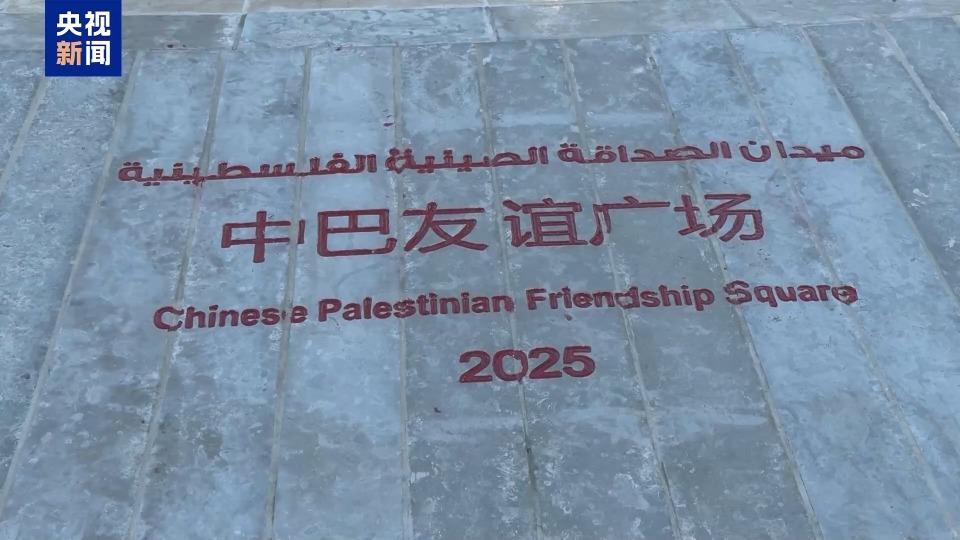 央视
新闻
ميدان الصداقة الصينية الفلسطينية
中巴友谊广场
Chinese Palestinian Friendship Square
2025